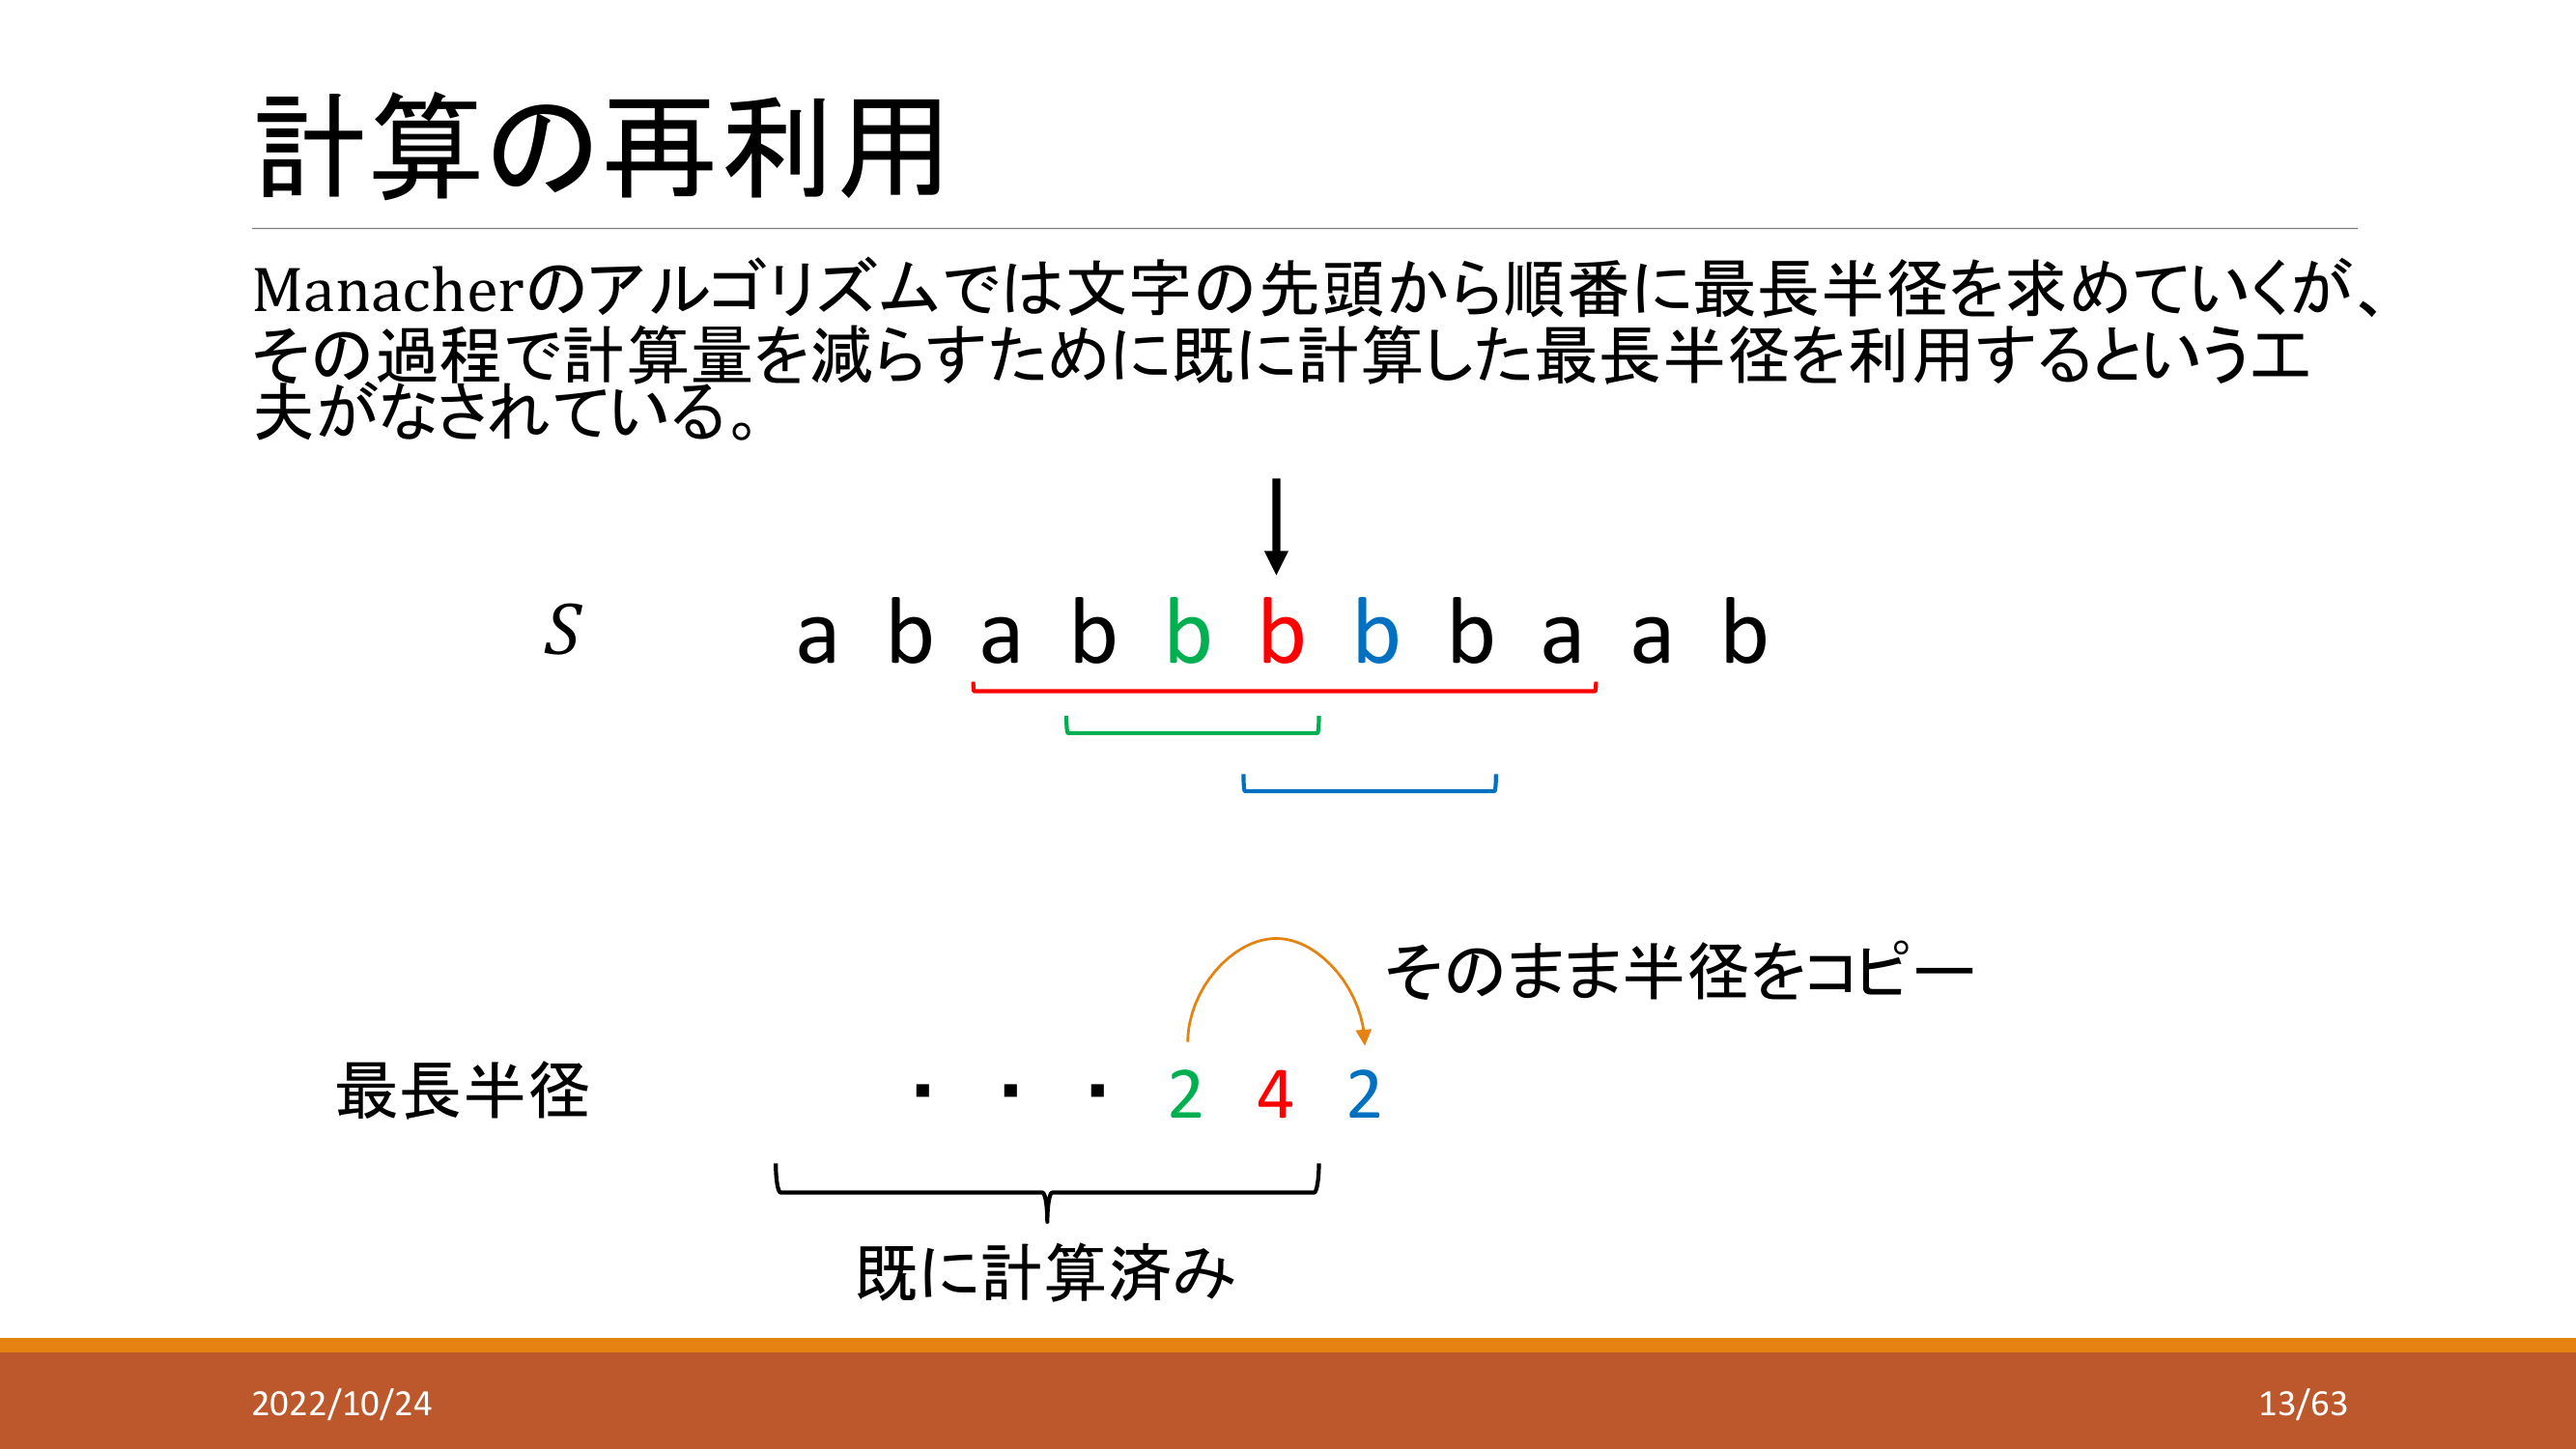 計算の再利用
Manacherのアルゴリズムでは文字の先頭から順番に最長半径を求めていくが、
その過程で計算量を減らすために既に計算した最長半径を利用するという工
夫がなされている。
S a b a b b b b b a a b
そのまま半径をコピー
最長半径 ・・・ 2 4 2
既に計算済み
2022/10/24 13/63